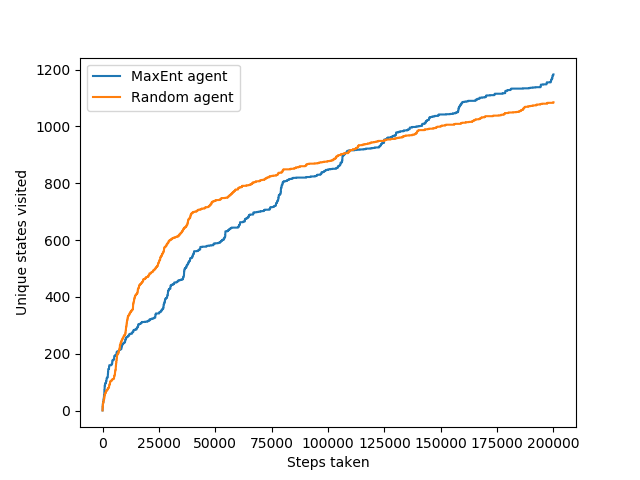 MaxEnt agent
Random agent
Unique states visited
1200
1000
800
600
400
200
0
0 25000 50000 75000 100000 125000 150000 175000 200000
Steps taken